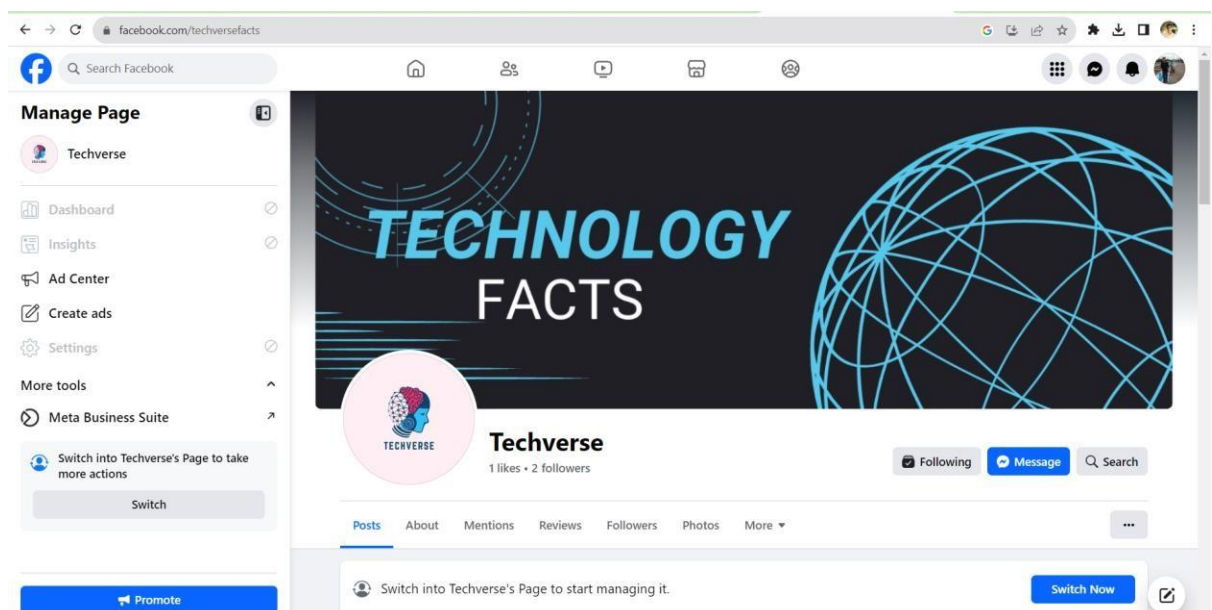 facebook.com/techversefacts
Search Facebook
Manage Page
Techverse
Dashboard
Insights
Ad Center
Create ads
Settings
More tools
Meta Business Suite
Switch into Techverse's Page to take
more actions
Switch
Promote
TECHNOLOGY
FACTS
TECHVERSE
Techverse
1 likes • 2 followers
Following
Message
Search
Posts About Mentions Reviews Followers Photos More
Switch into Techverse's Page to start managing it.
Switch Now